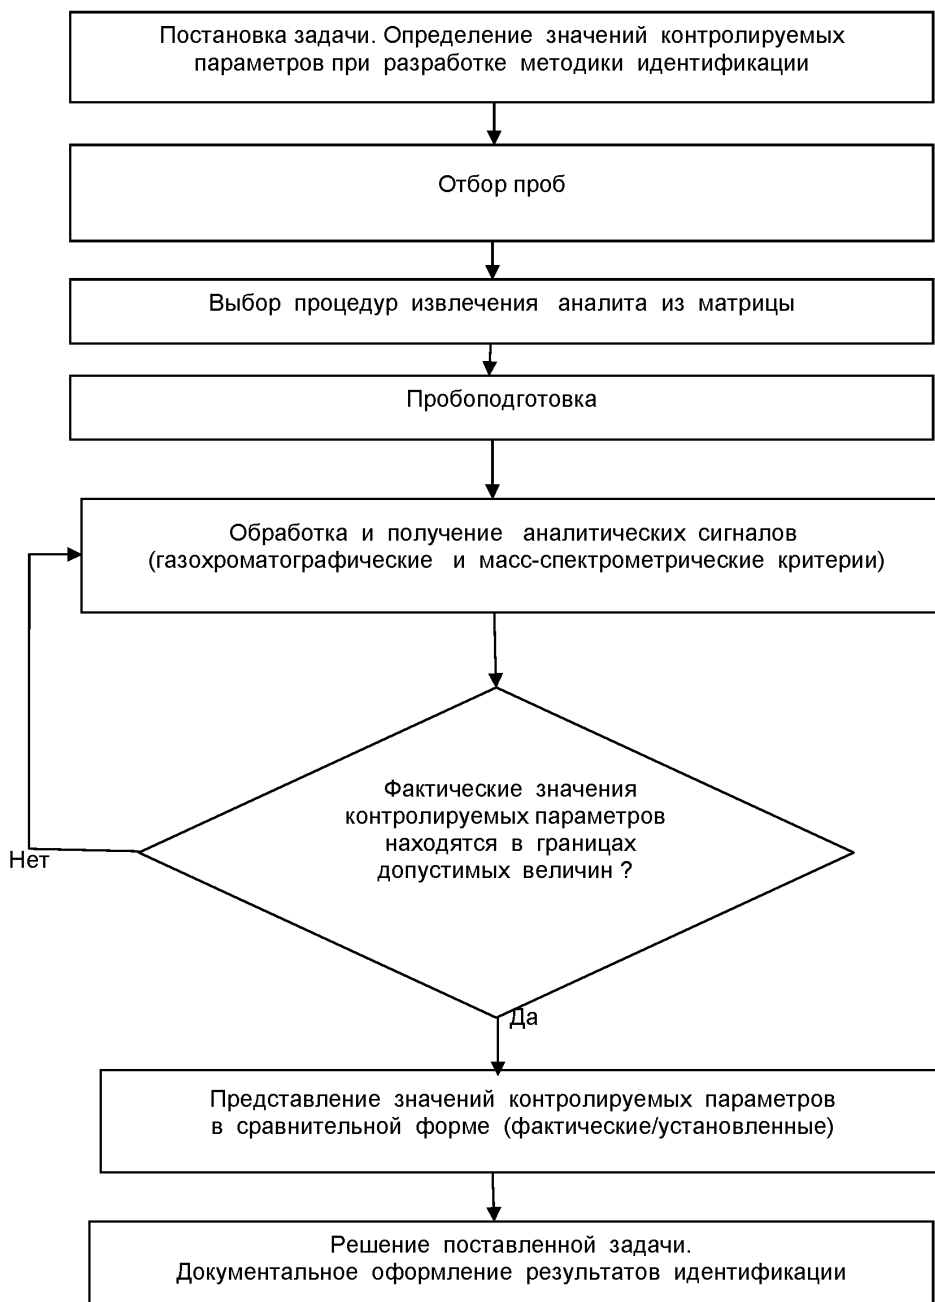 Постановка задачи. Определение значений контролируемых
параметров при разработке методики идентификации
Отбор проб
Выбор процедур извлечения аналита из матрицы
Пробоподготовка
Обработка и получение аналитических сигналов
(газохроматографические и масс-спектрометрические критерии)
Фактические значения
контролируемых параметров
находятся в границах
допустимых величин ?
Нет
Да
Представление значений контролируемых параметров
в сравнительной форме (фактические/установленные)
Решение поставленной задачи.
Документальное оформление результатов идентификации